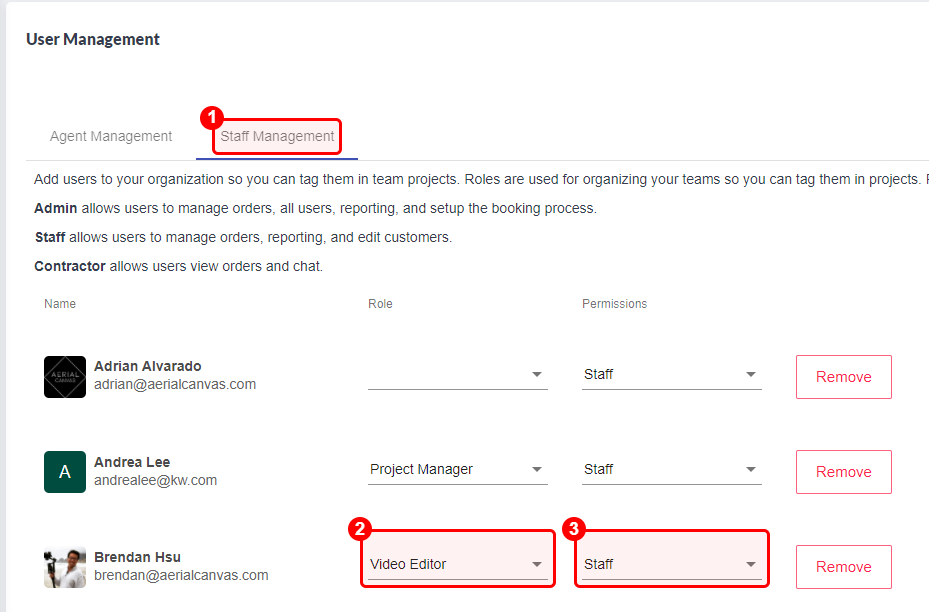 User Management
1
Agent Management Staff Management
Add users to your organization so you can tag them in team projects. Roles are used for organizing your teams so you can tag them in projects.
Admin allows users to manage orders, all users, reporting, and setup the booking process.
Staff allows users to manage orders, reporting, and edit customers.
Contractor allows users view orders and chat.
Name Role Permissions
AERIAL
CANVAS
Adrian Alvarado
adrian@aerialcanvas.com
Staff
Remove
A
Andrea Lee
andrealee@kw.com
Project Manager
Staff
Remove
2 3
Brendan Hsu
brendan@aerialcanvas.com
Video Editor
Staff
Remove